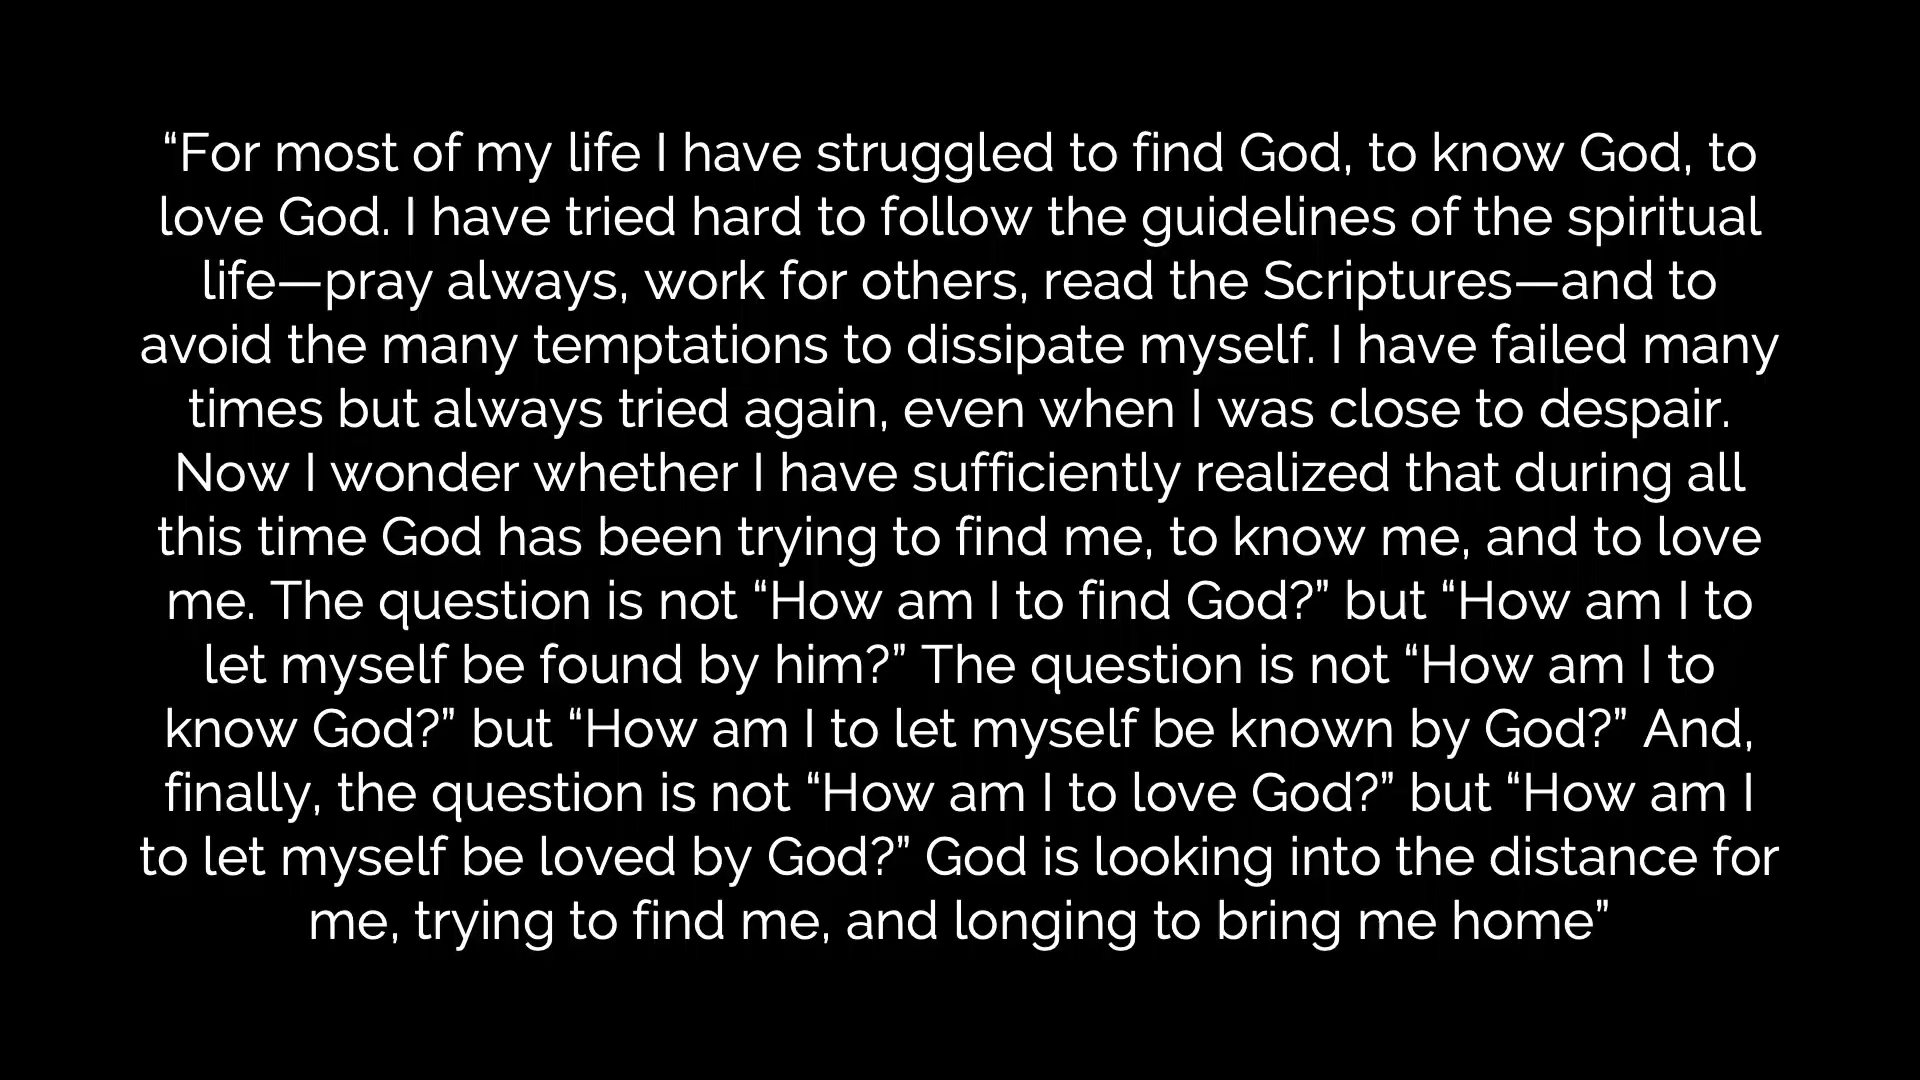 “For most of my life I have struggled to find God, to know God, to
love God. I have tried hard to follow the guidelines of the spiritual
life—pray always, work for others, read the Scriptures—and to
avoid the many temptations to dissipate myself. I have failed many
times but always tried again, even when I was close to despair.
Now I wonder whether I have sufficiently realized that during all
this time God has been trying to find me, to know me, and to love
me. The question is not “How am I to find God?” but “How am I to
let myself be found by him?” The question is not “How am I to
know God?” but “How am I to let myself be known by God?” And,
finally, the question is not “How am I to love God?” but “How am I
to let myself be loved by God?” God is looking into the distance for
me, trying to find me, and longing to bring me home”